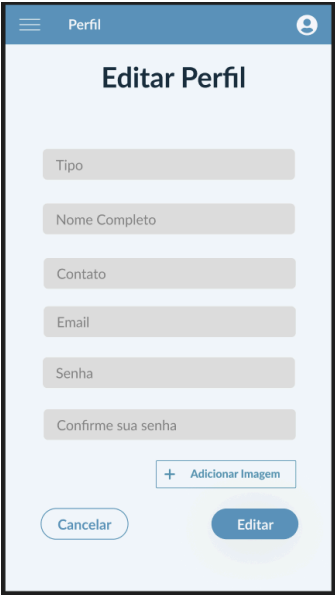 Perfil
Editar Perfil
Tipo
Nome Completo
Contato
Email
Senha
Confirme sua senha
+ Adicionar Imagem
Cancelar
Editar